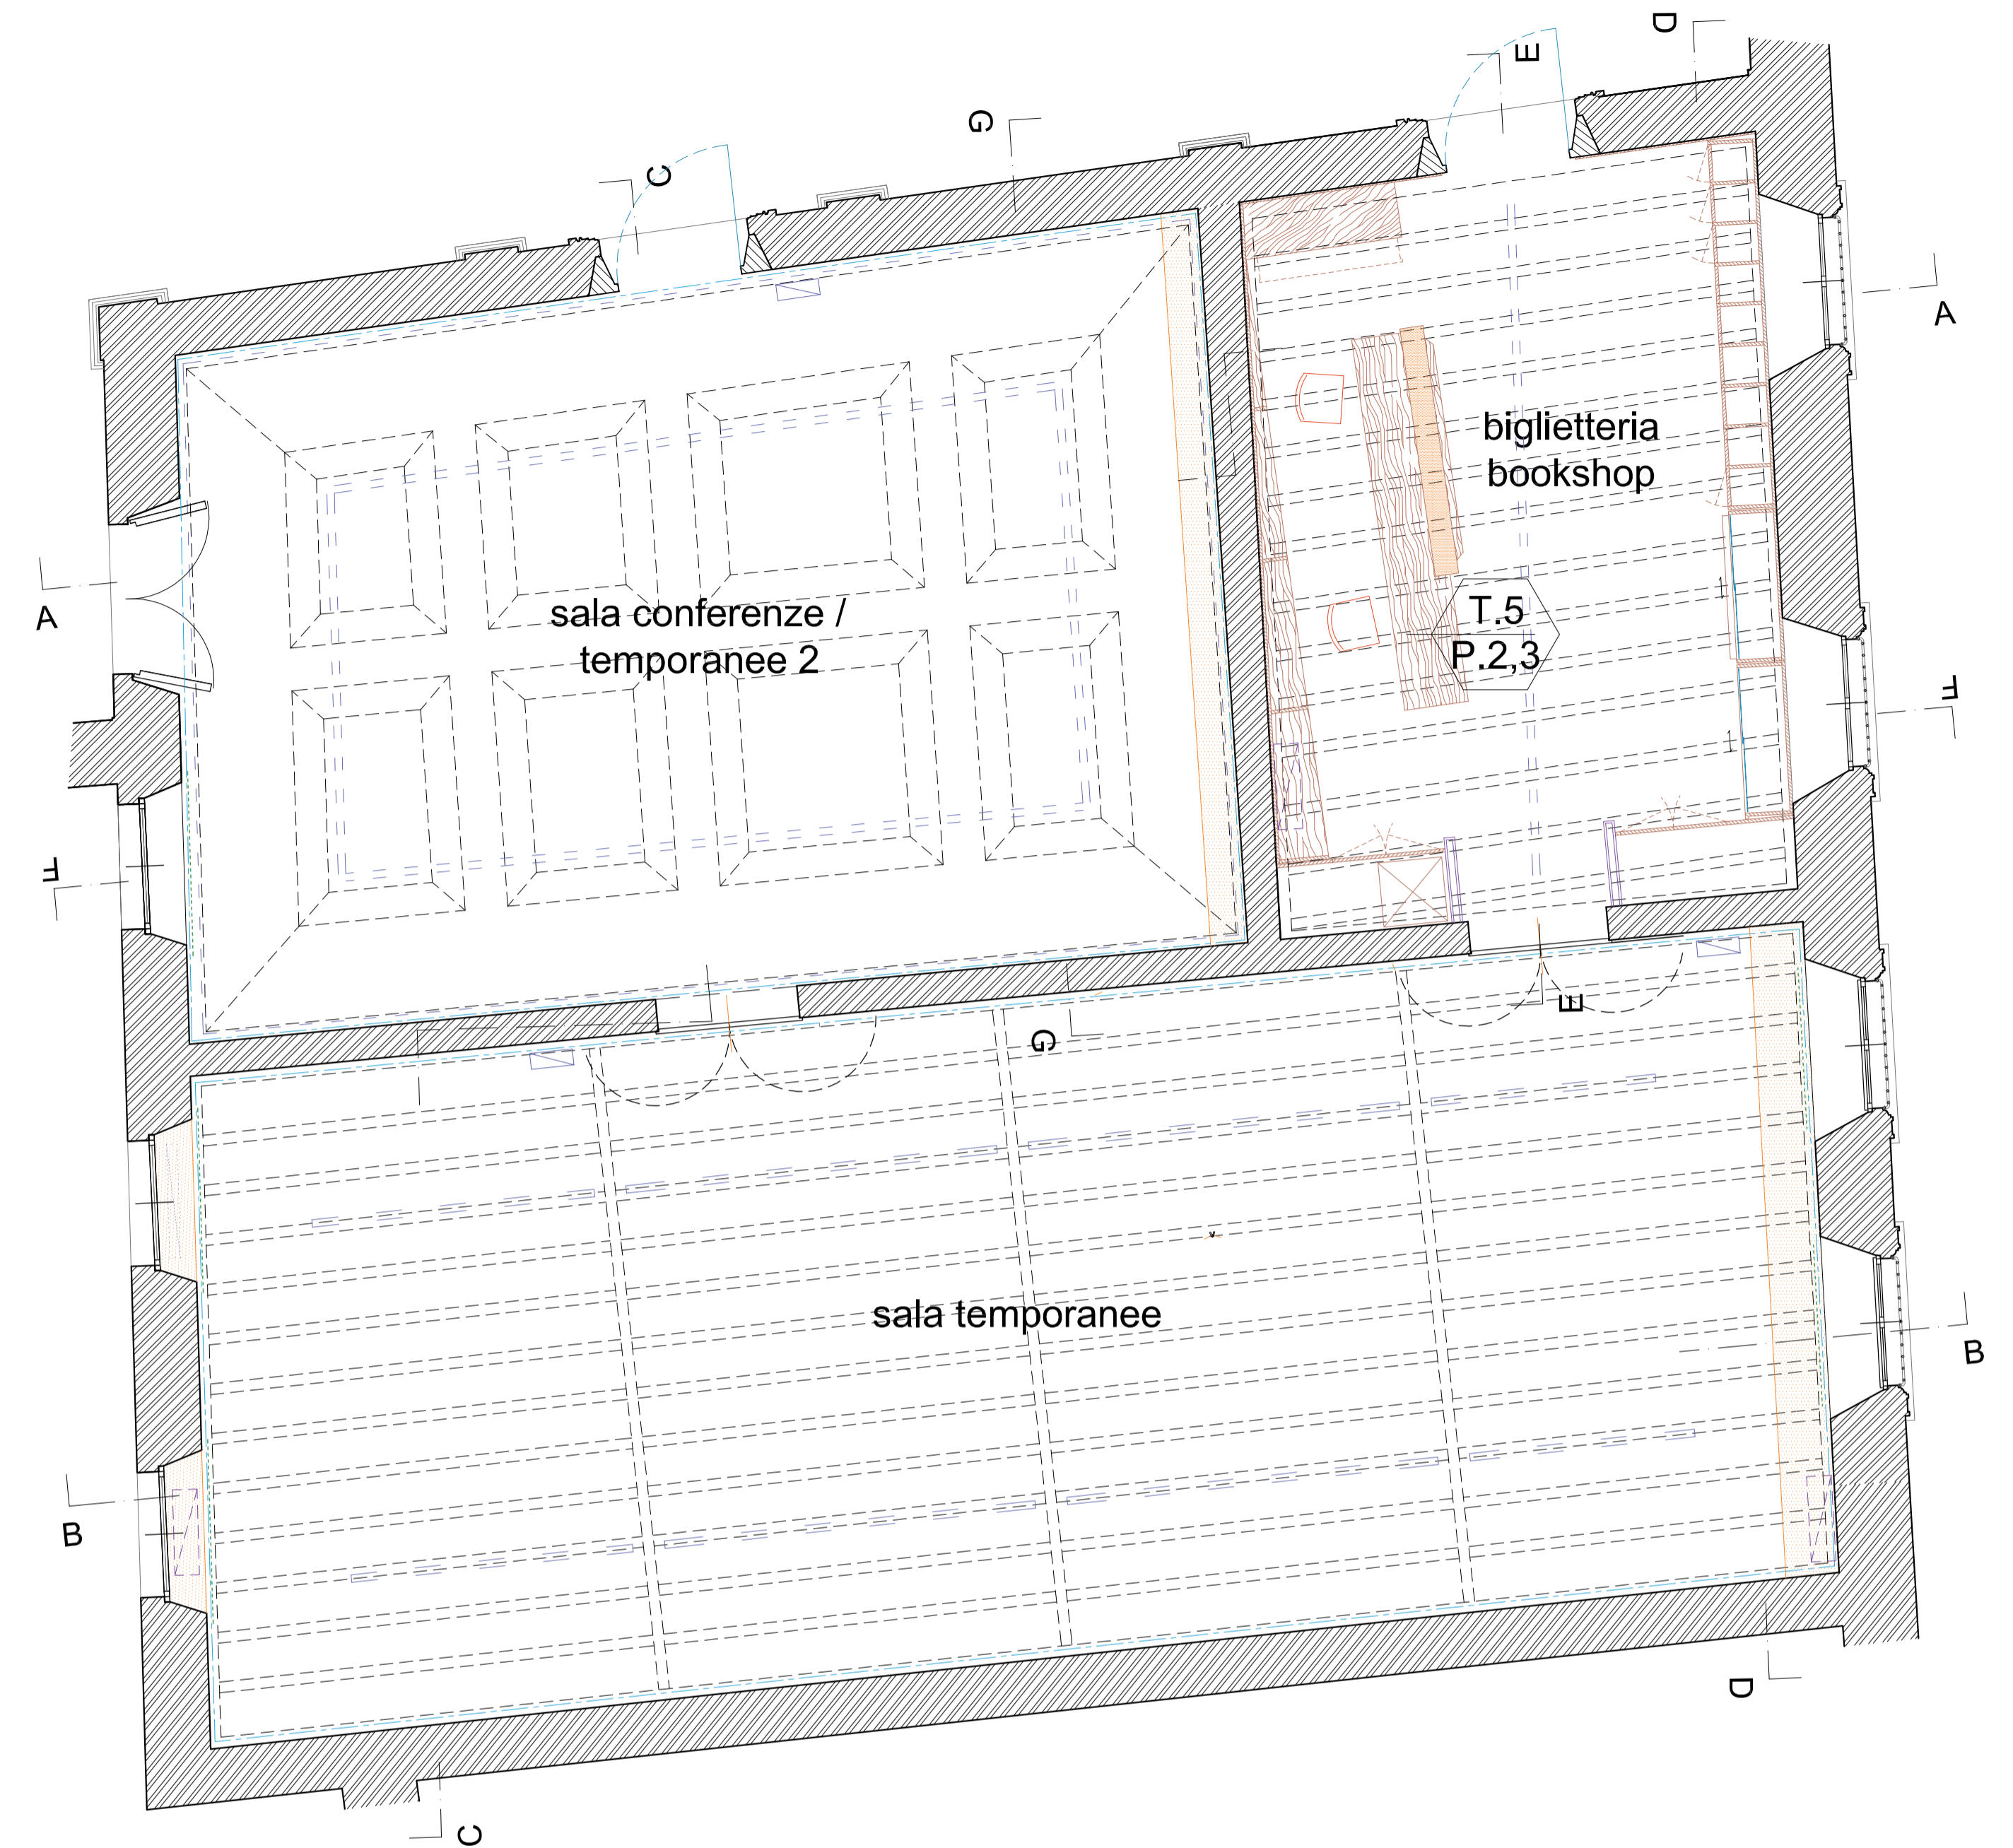 D
E
G
C
A
biglietteria
bookshop
sala conferenze /
temporanee 2
T.5
P.2,3
A
F
F
E
G
sala temporanee
B
B
D
C